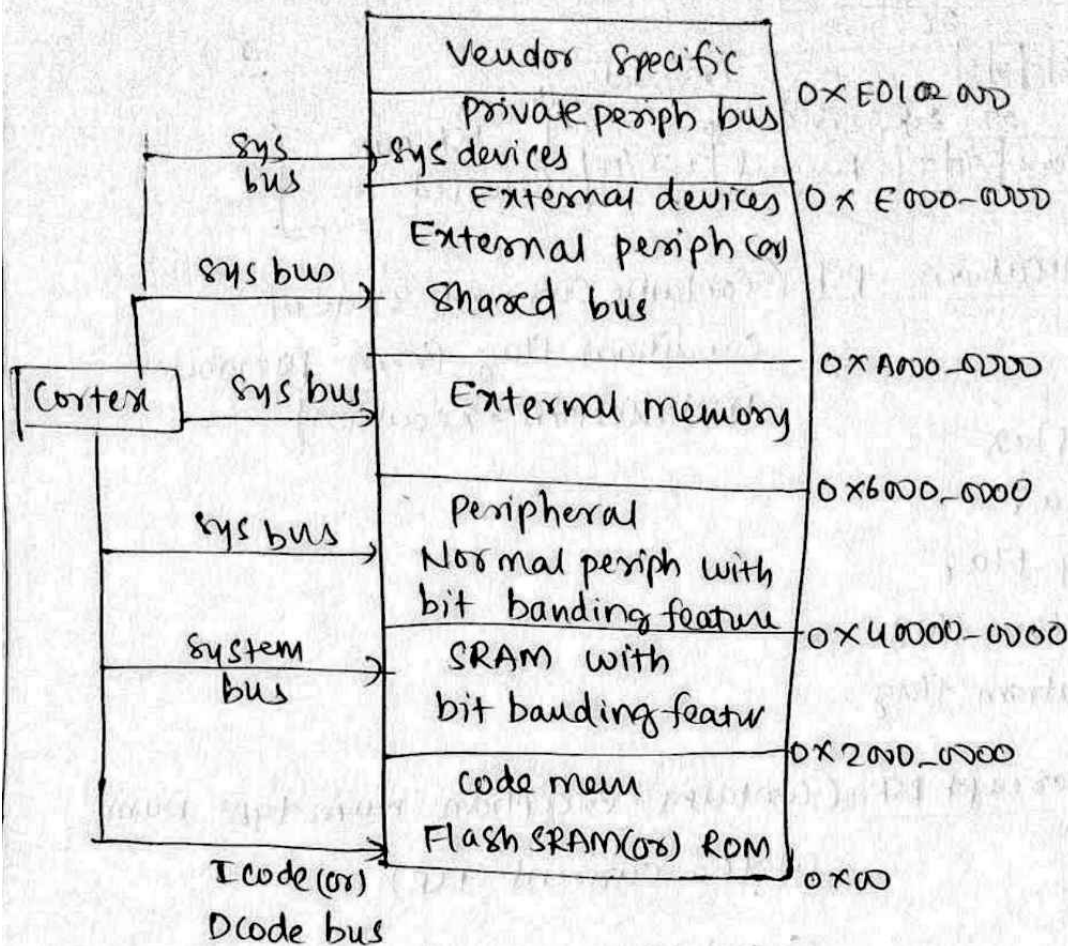 Vendor specific
0xE010 0000
private periph bus
sys bus
sys devices
External devices
0xE000-0000
External periph (or)
sys bus
Shared bus
0xA000-0000
Cortex
sys bus
External memory
0x6000-0000
Peripheral
sys bus
Normal periph with
bit banding feature
0x40000-0000
system bus
SRAM with
bit banding featur
0x2000-0000
code mem
Flash SRAM(or) ROM
0x00
Icode (or)
Dcode bus